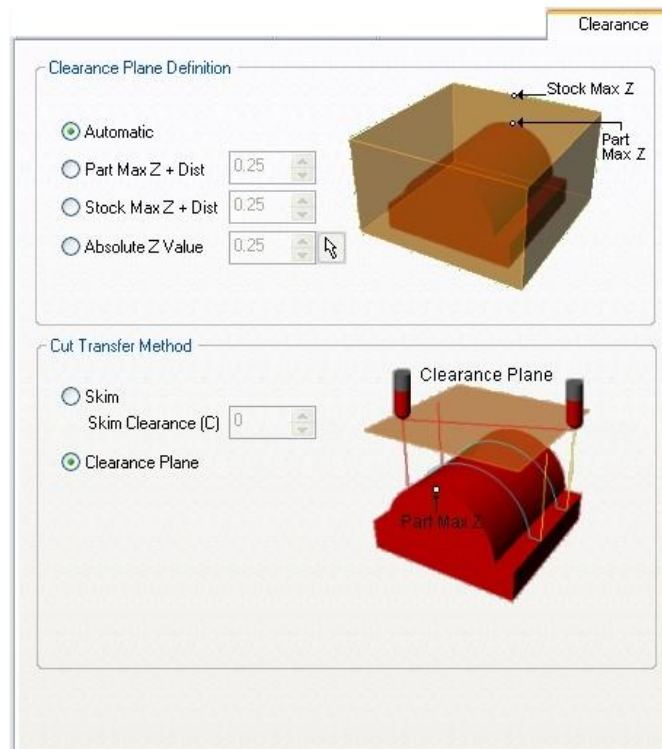 Clearance
Clearance Plane Definition
Automatic
Part Max Z + Dist 0.25
Stock Max Z + Dist 0.25
Absolute Z Value 0.25
Stock Max Z
Part
Max Z
Cut Transfer Method
Skim
Skim Clearance (C) 0
Clearance Plane
Clearance Plane
Part Max Z